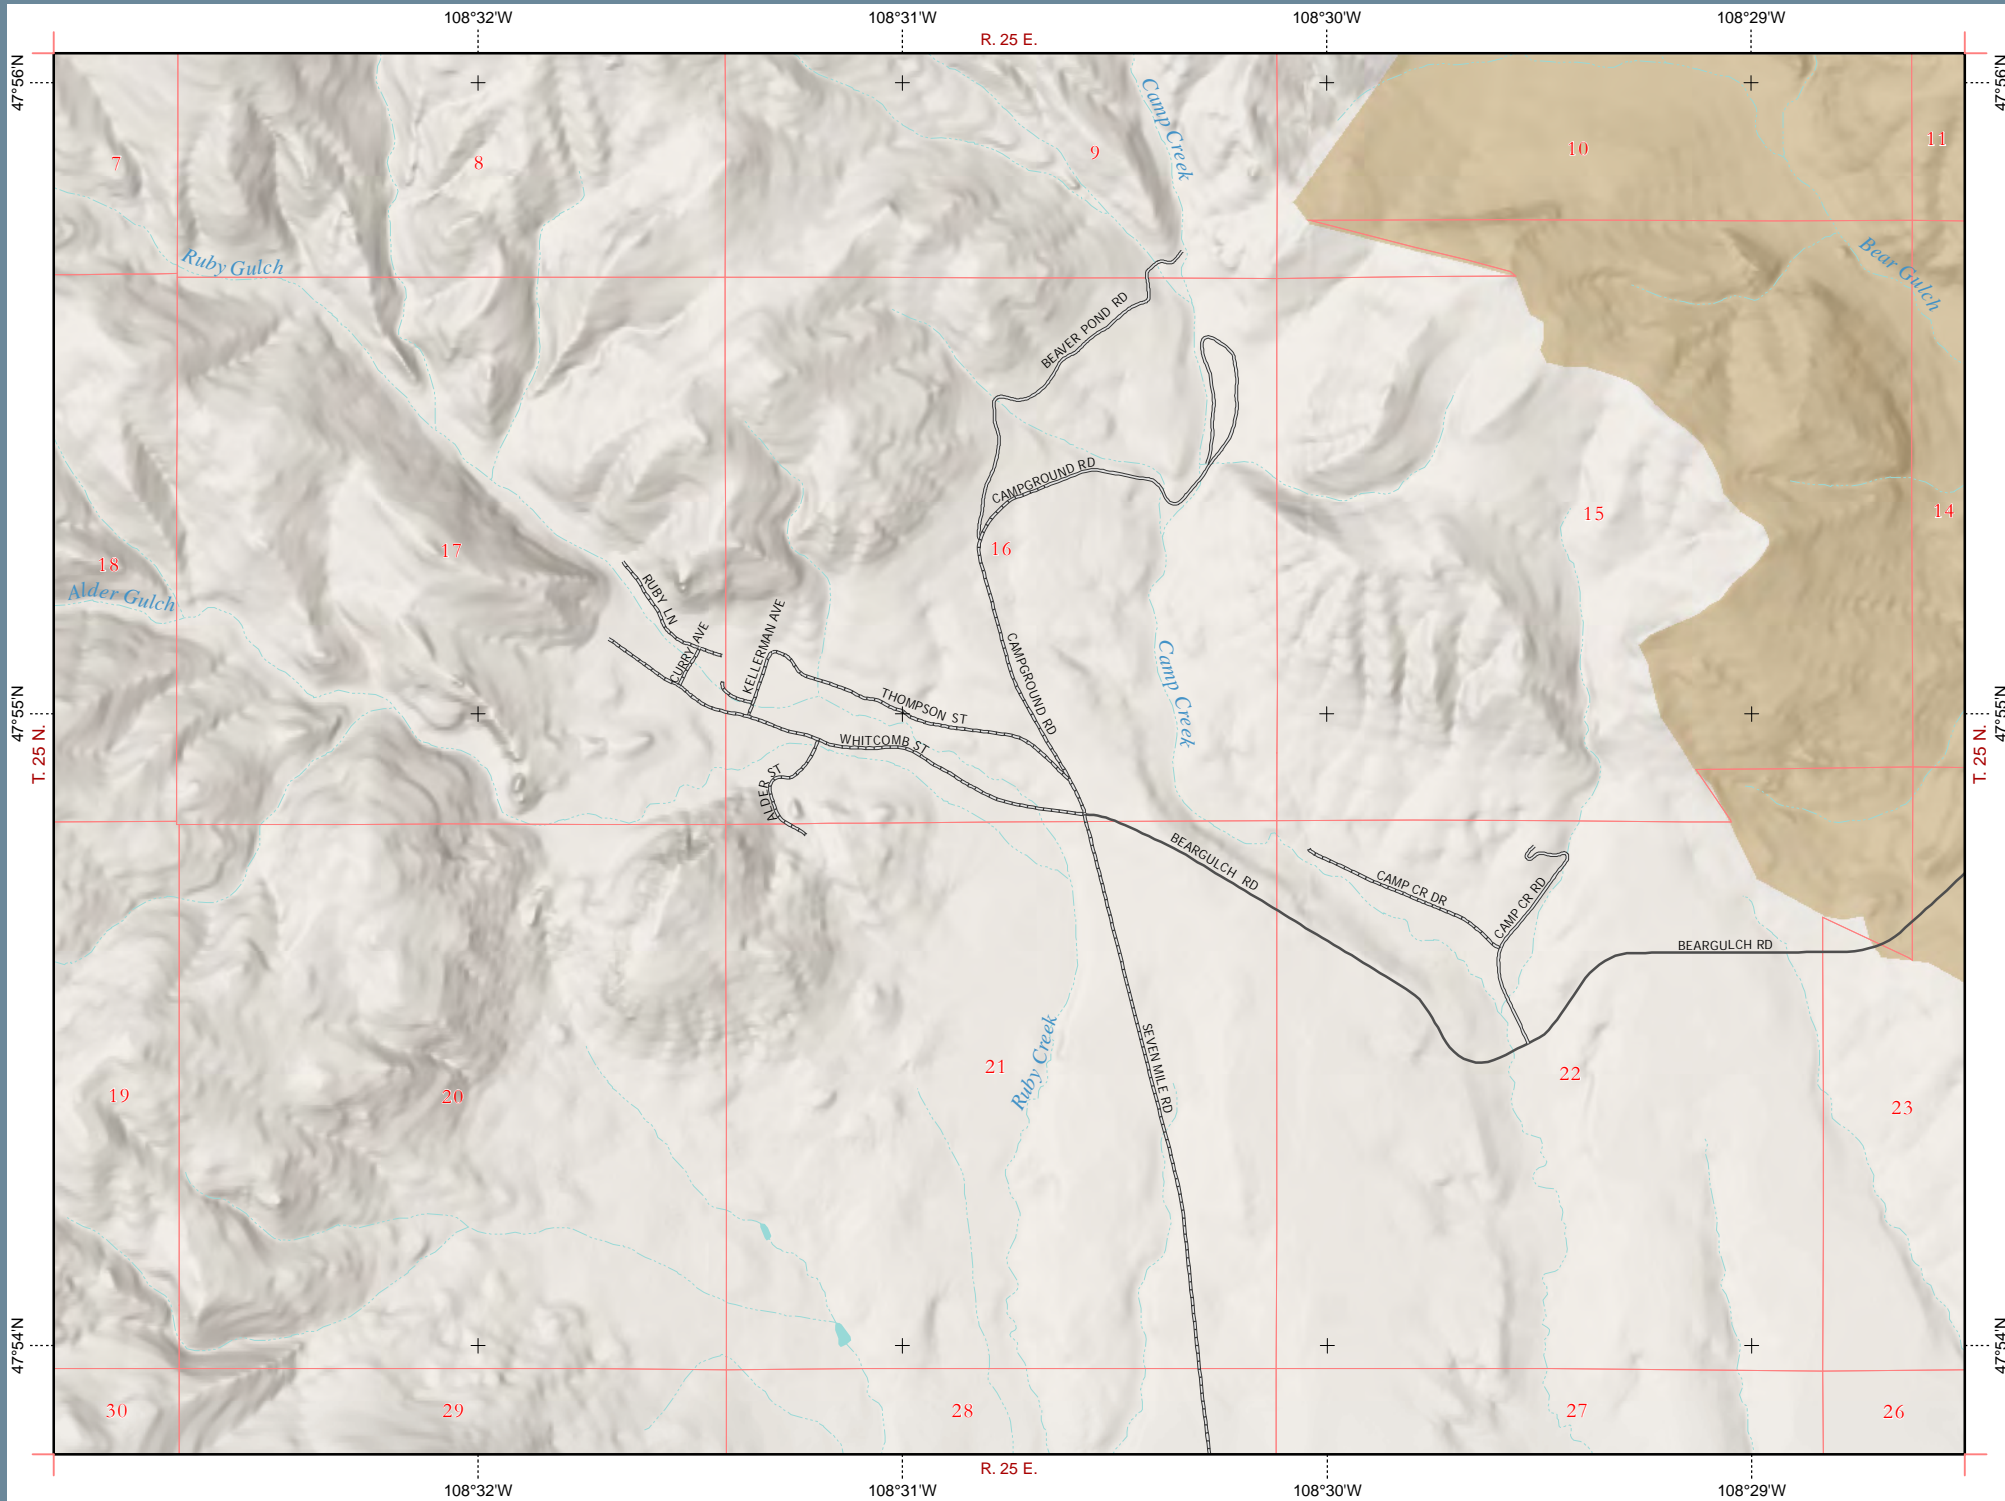 108°32'W
108°31'W
108°30'W
108°29'W
R. 25 E.
47°56'N
47°56'N
Camp Creek
7
8
9
10
11
Ruby Gulch
Bear Gulch
BEAVER POND RD
CAMPGROUND RD
18
17
16
15
14
Alder Gulch
RUBY LN
CURRY AVE
KELLERMAN AVE
CAMPGROUND RD
Camp Creek
THOMPSON ST
WHITCOMB ST
47°55'N
47°55'N
T. 25 N.
T. 25 N.
ALDER ST
BEARGULCH RD
CAMP CR DR
CAMP CR RD
BEARGULCH RD
Ruby Creek
SEVEN MILE RD
19
20
21
22
23
47°54'N
47°54'N
30
29
28
27
26
R. 25 E.
108°32'W
108°31'W
108°30'W
108°29'W